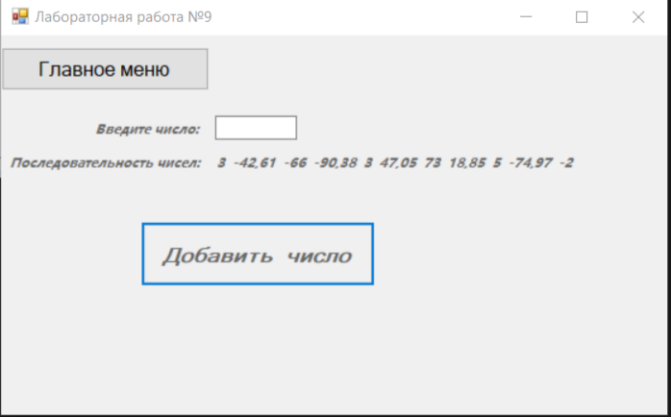 Лабораторная работа №9
Главное меню
Введите число:
Последовательность чисел: 3 -42,61 -66 -90,38 3 47,05 73 18,85 5 -74,97 -2
Добавить число